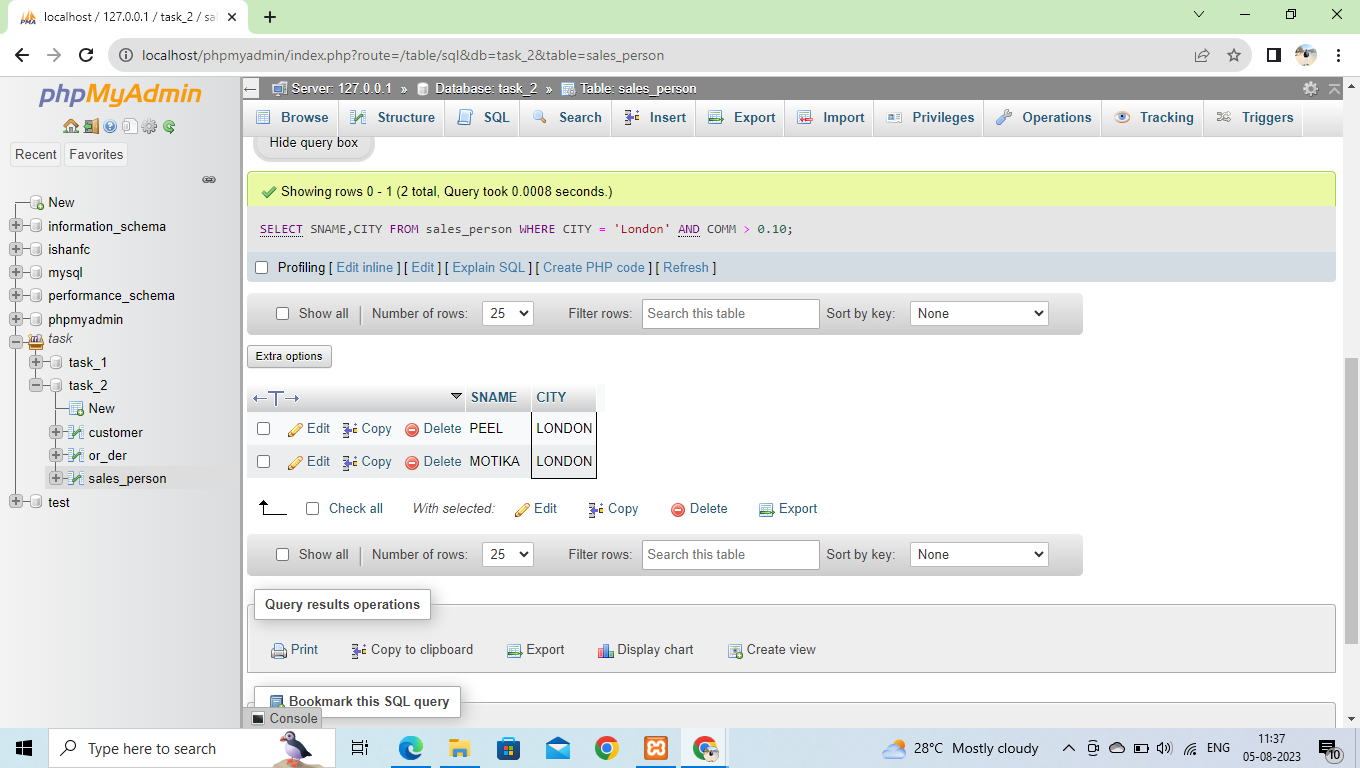 localhost / 127.0.0.1 / task_2 / sa
localhost/phpmyadmin/index.php?route=/table/sql&db=task_2&table=sales_person
phpMyAdmin
Recent Favorites
New
information_schema
ishanfc
mysql
performance_schema
phpmyadmin
task
task_1
task_2
New
customer
or_der
sales_person
test
Server: 127.0.0.1 » Database: task_2 » Table: sales_person
Browse Structure SQL Search Insert Export Import Privileges Operations Tracking Triggers
Hide query box
Showing rows 0 - 1 (2 total, Query took 0.0008 seconds.)
SELECT SNAME,CITY FROM sales_person WHERE CITY = 'London' AND COMM > 0.10;
Profiling [ Edit inline ] [ Edit ] [ Explain SQL ] [ Create PHP code ] [ Refresh ]
Show all Number of rows: 25 Filter rows: Search this table Sort by key: None
Extra options
SNAME CITY
Edit Copy Delete PEEL LONDON
Edit Copy Delete MOTIKA LONDON
Check all With selected: Edit Copy Delete Export
Show all Number of rows: 25 Filter rows: Search this table Sort by key: None
Query results operations
Print Copy to clipboard Export Display chart Create view
Bookmark this SQL query
Console
Type here to search
28°C Mostly cloudy
ENG
11:37
05-08-2023
10